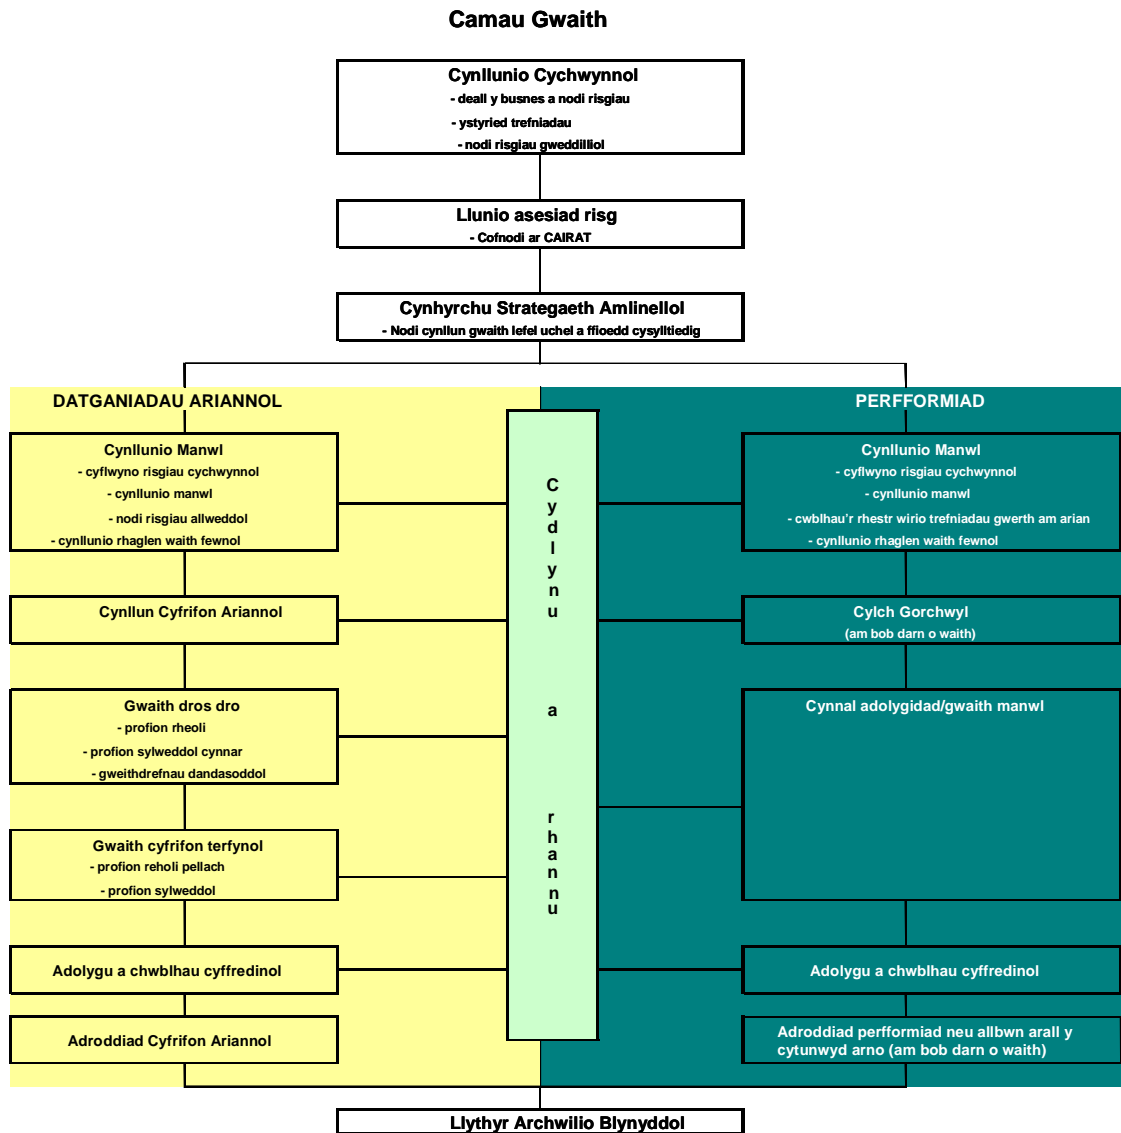 Camau Gwaith
Cynllunio Cychwynnol
- deall y busnes a nodi risgiau
- ystyried trefniadau
- nodi risgiau gweddilliol
Llunio asesiad risg
- Cofnodi ar CAIRAT
Cynhyrchu Strategaeth Amlinellol
- Nodi cynllun gwaith lefel uchel a ffioedd cysylltiedig
DATGANIADAU ARIANNOL
Cynllunio Manwl
- cyflwyno risgiau cychwynnol
- cynllunio manwl
- nodi risgiau allweddol
- cynllunio rhaglen waith fewnol
Cynllun Cyfrifon Ariannol
Gwaith dros dro
- profion rheoli
- profion sylweddol cynnar
- gweithdrefnau dandasoddol
Gwaith cyfrifon terfynol
- profion reholi pellach
- profion sylweddol
Adolygu a chwblhau cyffredinol
Adroddiad Cyfrifon Ariannol
Cydlynu a rhannu
PERFFORMIAD
Cynllunio Manwl
- cyflwyno risgiau cychwynnol
- cynllunio manwl
- cwblhau'r rhestr wirio trefniadau gwerth am arian
- cynllunio rhaglen waith fewnol
Cylch Gorchwyl
(am bob darn o waith)
Cynnal adolygidad/gwaith manwl
Adolygu a chwblhau cyffredinol
Adroddiad perfformiad neu allbwn arall y
cytunwyd arno (am bob darn o waith)
Llythyr Archwilio Blynyddol